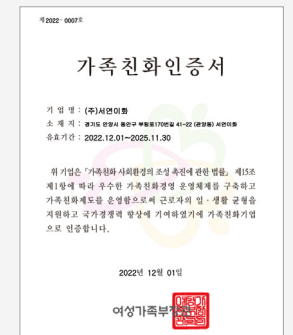 제 2022 - 0007호
가족친화인증서
기 업 명 : (주)서연이화
소 재 지 : 경기도 안양시 동안구 부림로170번길 41-22 (관양동) 서연이화
유효기간 : 2022.12.01~2025.11.30
위 기업은 「가족친화 사회환경의 조성 촉진에 관한 법률」 제15조
제1항에 따라 우수한 가족친화경영 운영체제를 구축하고
가족친화제도를 운영함으로써 근로자의 일 · 생활 균형을
지원하고 국가경쟁력 향상에 기여하였기에 가족친화기업
으로 인증합니다.
2022년 12월 01일
여성가족부장관